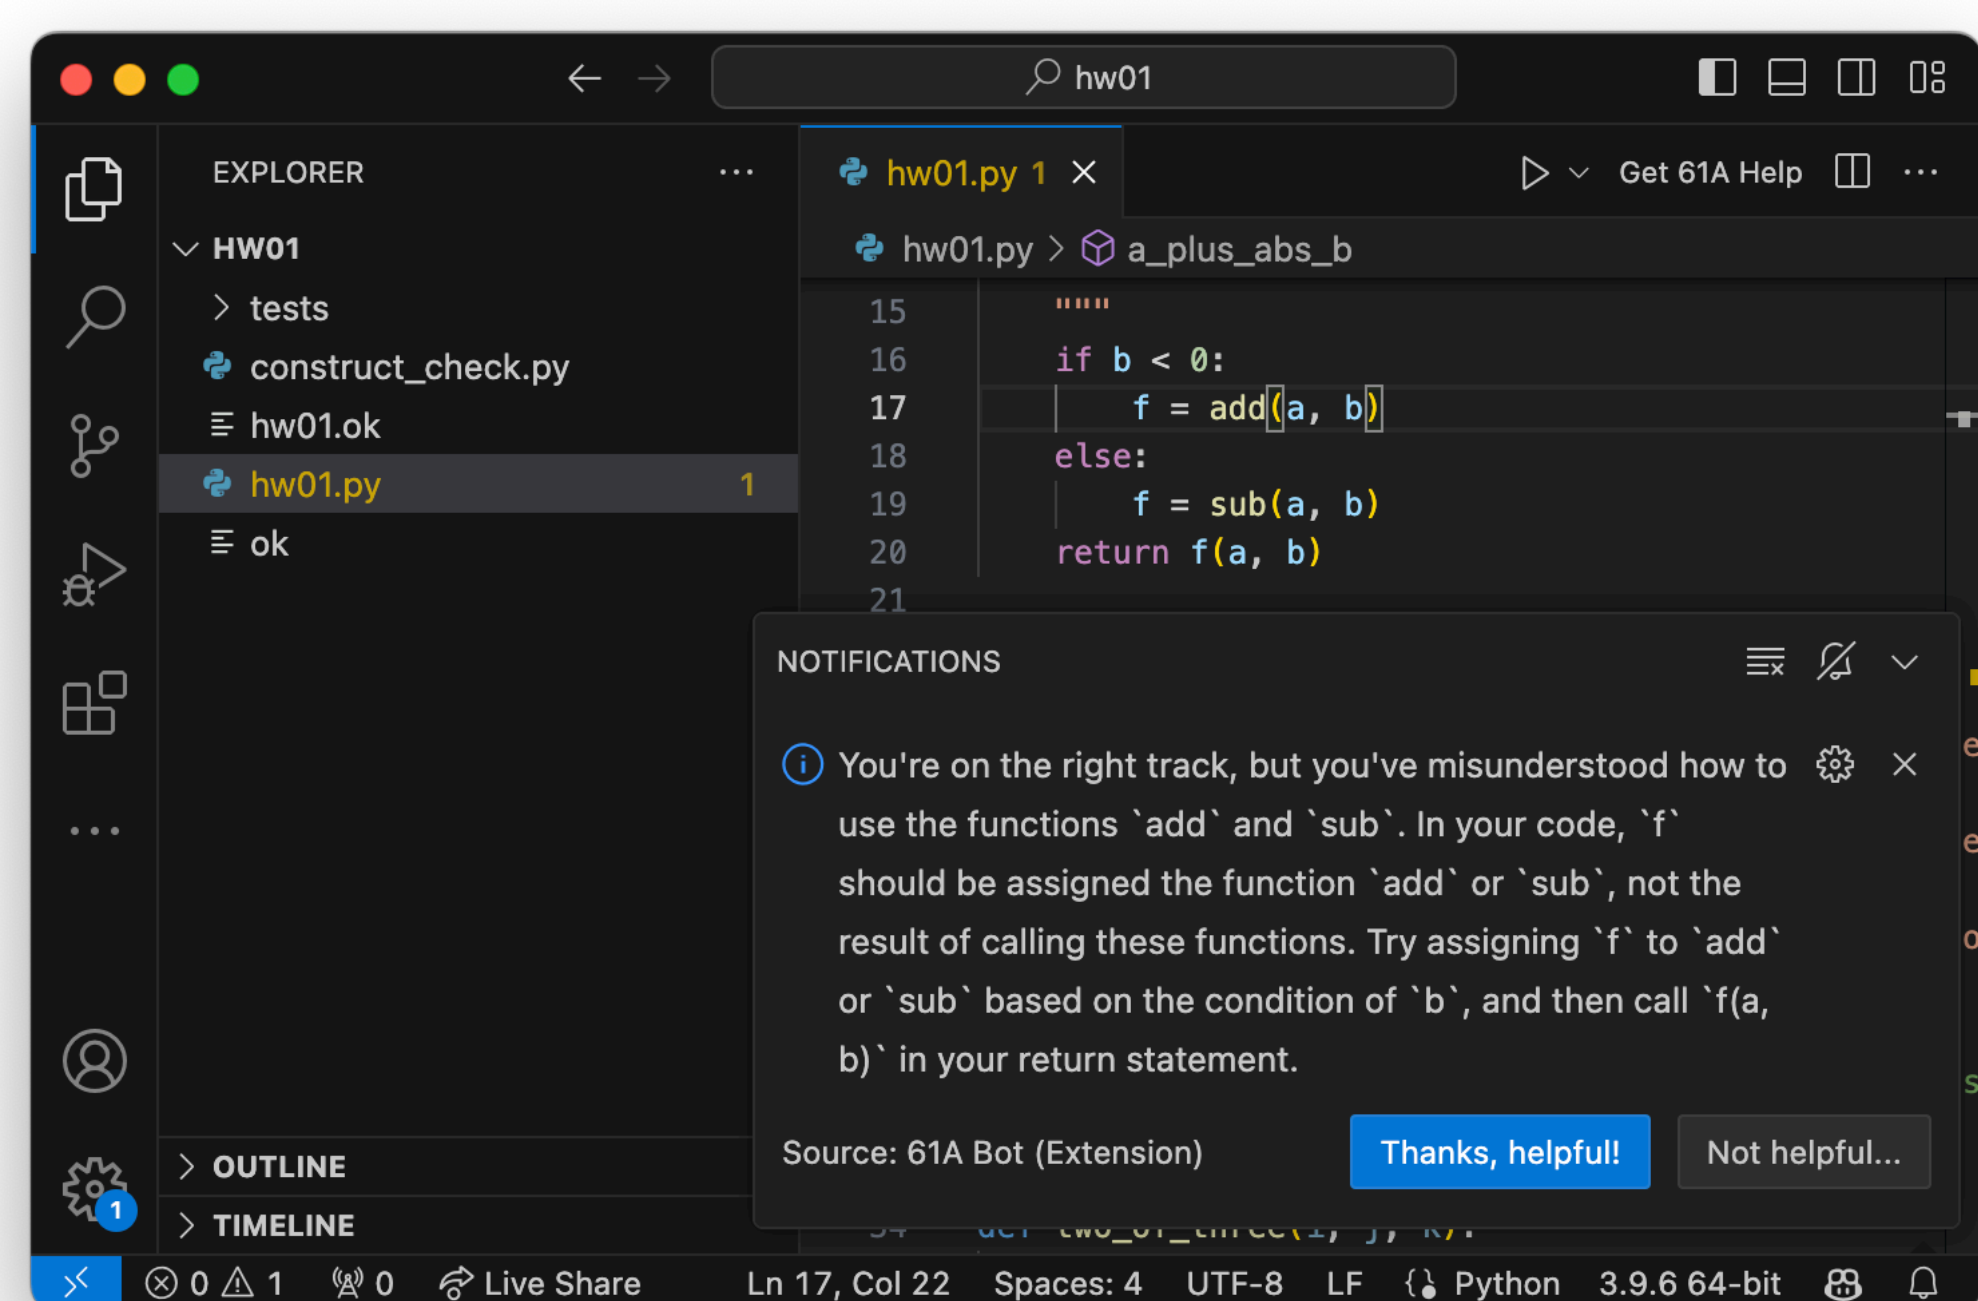 hw01
EXPLORER
hw01.py 1
Get 61A Help
HW01
hw01.py > a_plus_abs_b
tests
construct_check.py
hw01.ok
hw01.py 1
ok
15 """
16 if b < 0:
17 f = add(a, b)
18 else:
19 f = sub(a, b)
20 return f(a, b)
21
NOTIFICATIONS
You're on the right track, but you've misunderstood how to
use the functions `add` and `sub`. In your code, `f`
should be assigned the function `add` or `sub`, not the
result of calling these functions. Try assigning `f` to `add`
or `sub` based on the condition of `b`, and then call `f(a,
b)` in your return statement.
Source: 61A Bot (Extension)
Thanks, helpful!
Not helpful...
OUTLINE
1
TIMELINE
def two_of_three(i, j, k):
0 1 0 Live Share Ln 17, Col 22 Spaces: 4 UTF-8 LF Python 3.9.6 64-bit